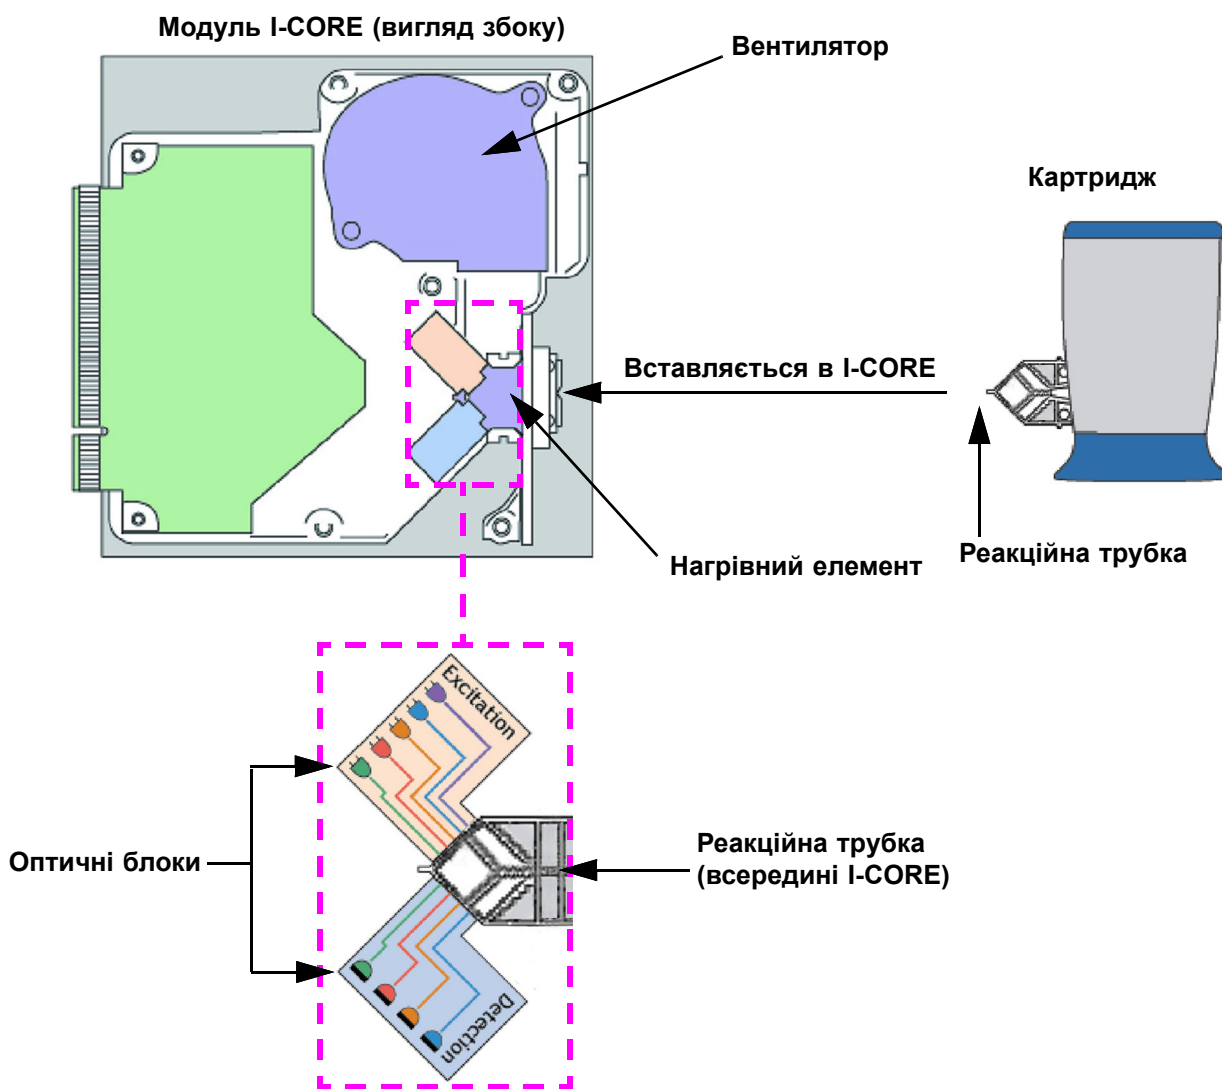 Модуль I-CORE (вигляд збоку)
Вентилятор
Картридж
Вставляється в I-CORE
Нагрівний елемент
Реакційна трубка
Excitation
Оптичні блоки
Реакційна трубка
(всередині I-CORE)
Detection